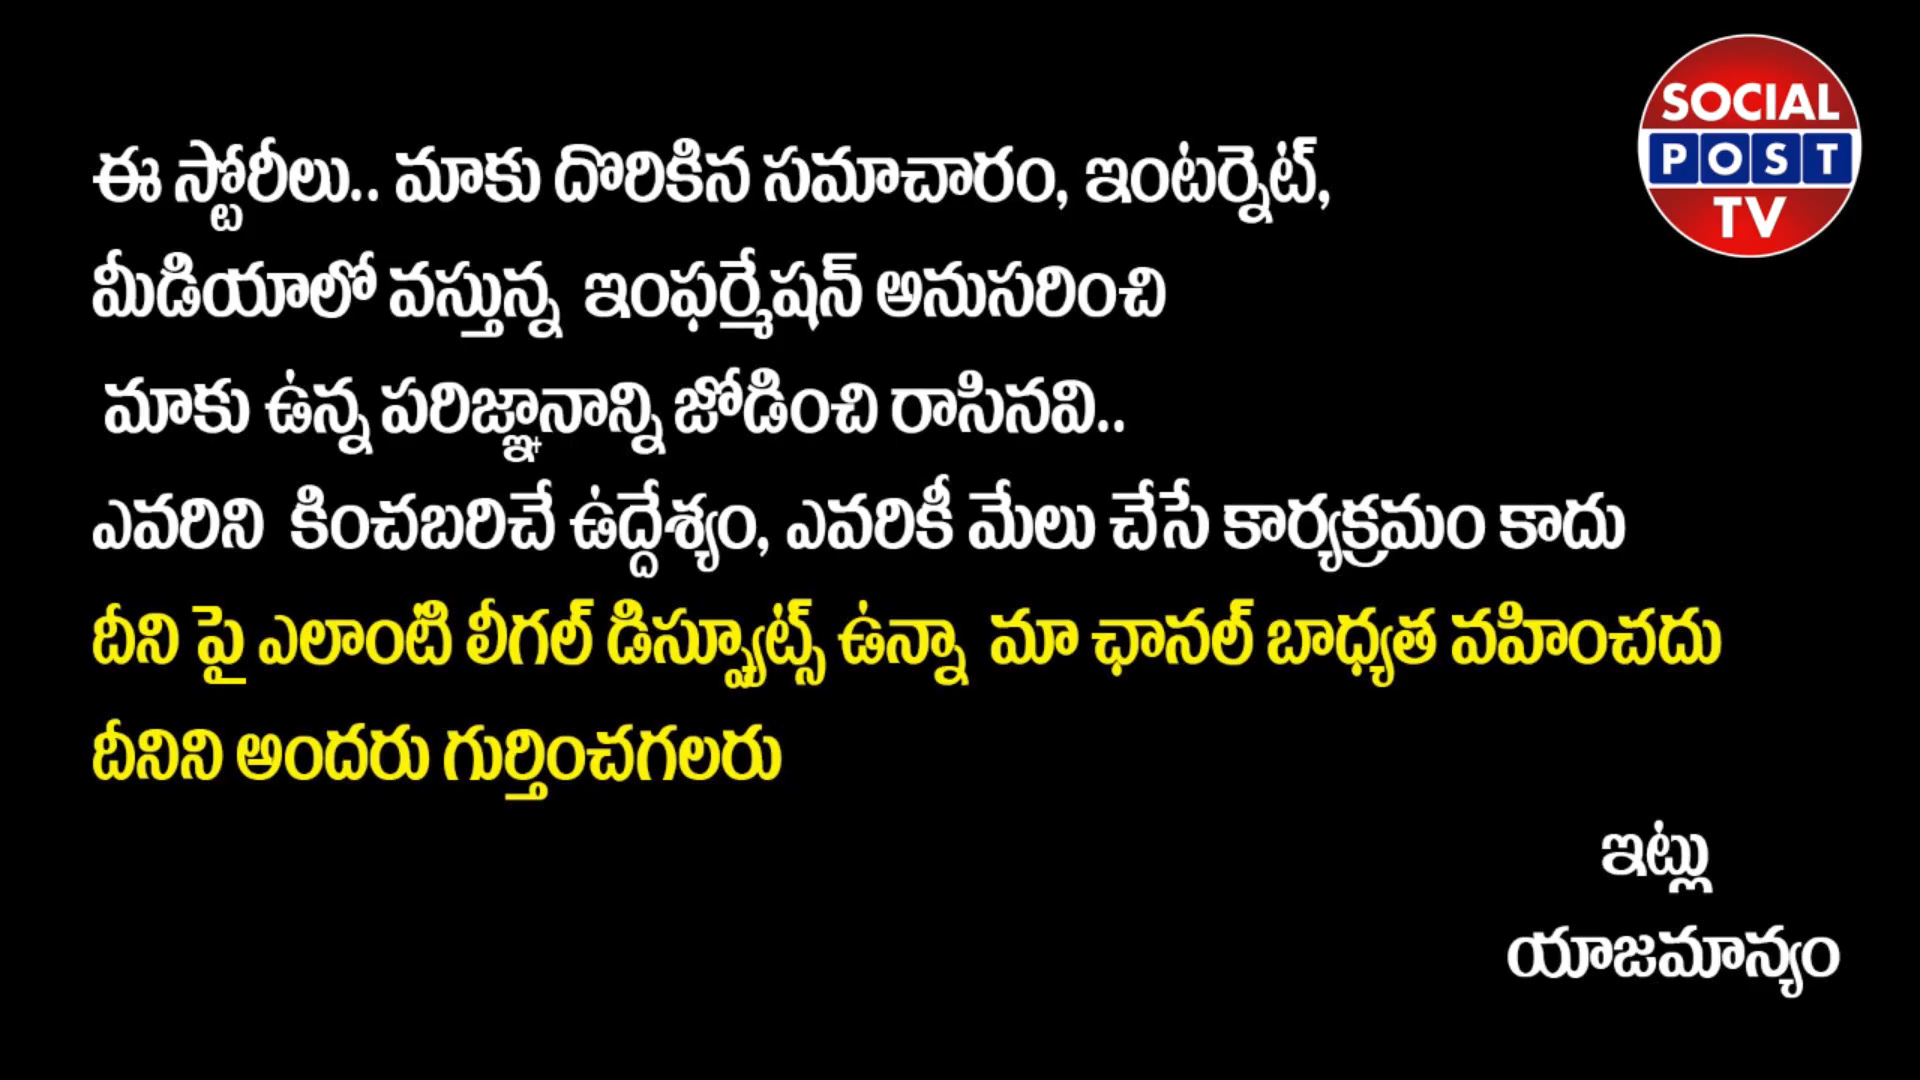 SOCIAL
POST
TV
ఈ స్టోరీలు.. మాకు దొరికిన సమాచారం, ఇంటర్నెట్,
మీడియాలో వస్తున్న ఇంఫర్మేషన్ అనుసరించి
మాకు ఉన్న పరిజ్ఞానాన్ని జోడించి రాసినవి..
ఎవరిని కించబరిచే ఉద్దేశ్యం, ఎవరికీ మేలు చేసే కార్యక్రమం కాదు
దీని పై ఎలాంటి లీగల్ డిస్ప్యూట్స్ ఉన్నా మా ఛానల్ బాధ్యత వహించదు
దీనిని అందరు గుర్తించగలరు
ఇట్లు
యాజమాన్యం